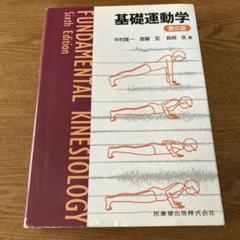 基礎運動学
第6版
中村隆一 齋藤 宏 長崎 浩 著
医歯薬出版株式会社
FUNDAMENTAL KINESIOLOGY
Sixth Edition